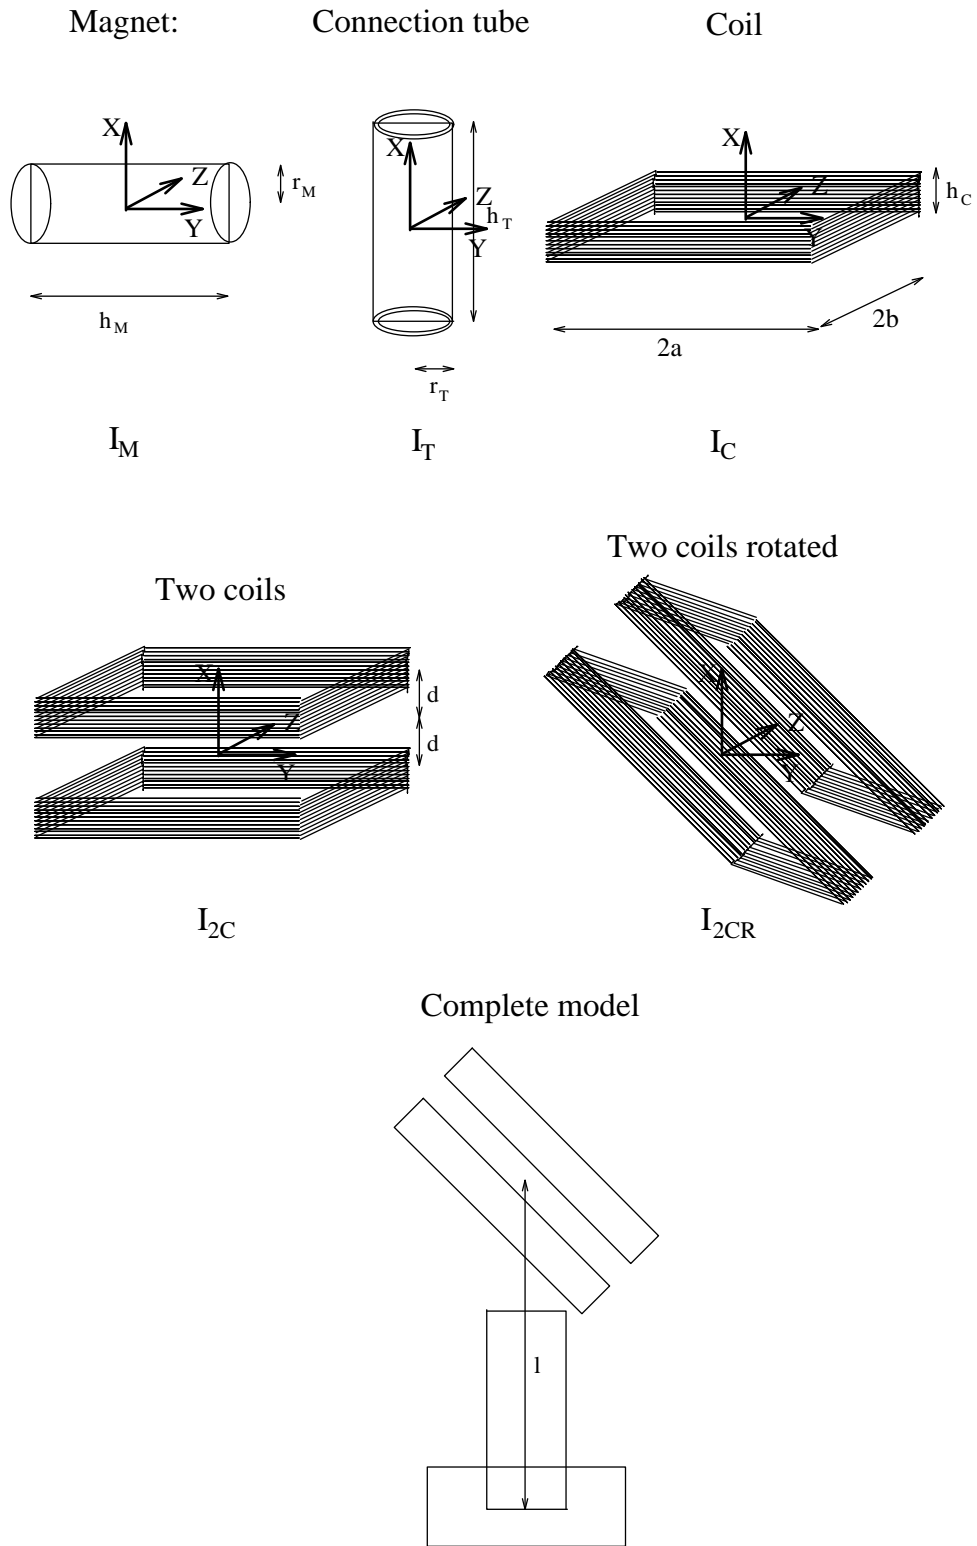 Magnet:
Connection tube
Coil
X
Z
Y
r_M
h_M
X
Z
Y
h_T
r_T
X
Z
Y
h_C
2a
2b
I_M
I_T
I_C
Two coils
Two coils rotated
X
Z
Y
d
d
X
Z
Y
I_2C
I_2CR
Complete model
l